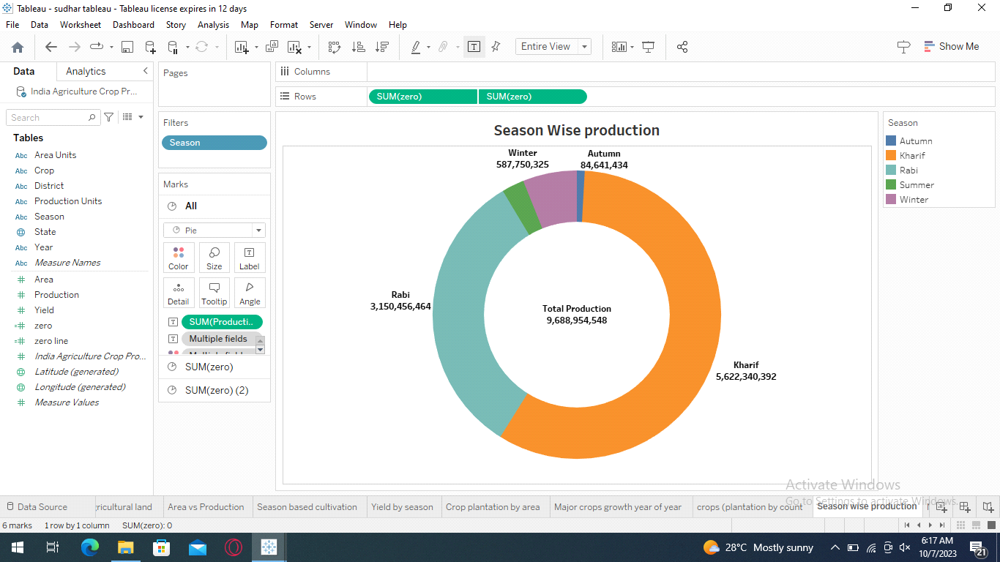 Tableau - sudhar tableau - Tableau license expires in 12 days
File Data Worksheet Dashboard Story Analysis Map Format Server Window Help
Entire View
Show Me
Data Analytics
India Agriculture Crop Pr...
Search
Tables
Abc Area Units
Abc Crop
Abc District
Abc Production Units
Abc Season
State
Abc Year
Abc Measure Names
Area
Production
Yield
zero
zero line
India Agriculture Crop Pro...
Latitude (generated)
Longitude (generated)
Measure Values
Pages
Filters
Season
Marks
All
Pie
Color Size Label
Detail Tooltip Angle
SUM(Producti..
Multiple fields
SUM(zero)
SUM(zero) (2)
Columns
Rows SUM(zero) SUM(zero)
Season Wise production
Winter
587,750,325
Autumn
84,641,434
Rabi
3,150,456,464
Total Production
9,688,954,548
Kharif
5,622,340,392
Season
Autumn
Kharif
Rabi
Summer
Winter
Activate Windows
Go to Settings to activate Windows.
Data Source ricultural land Area vs Production Season based cultivation Yield by season Crop plantation by area Major crops growth year of year crops (plantation by count Season wise production
6 marks 1 row by 1 column SUM(zero): 0
28°C Mostly sunny
6:17 AM
10/7/2023
21